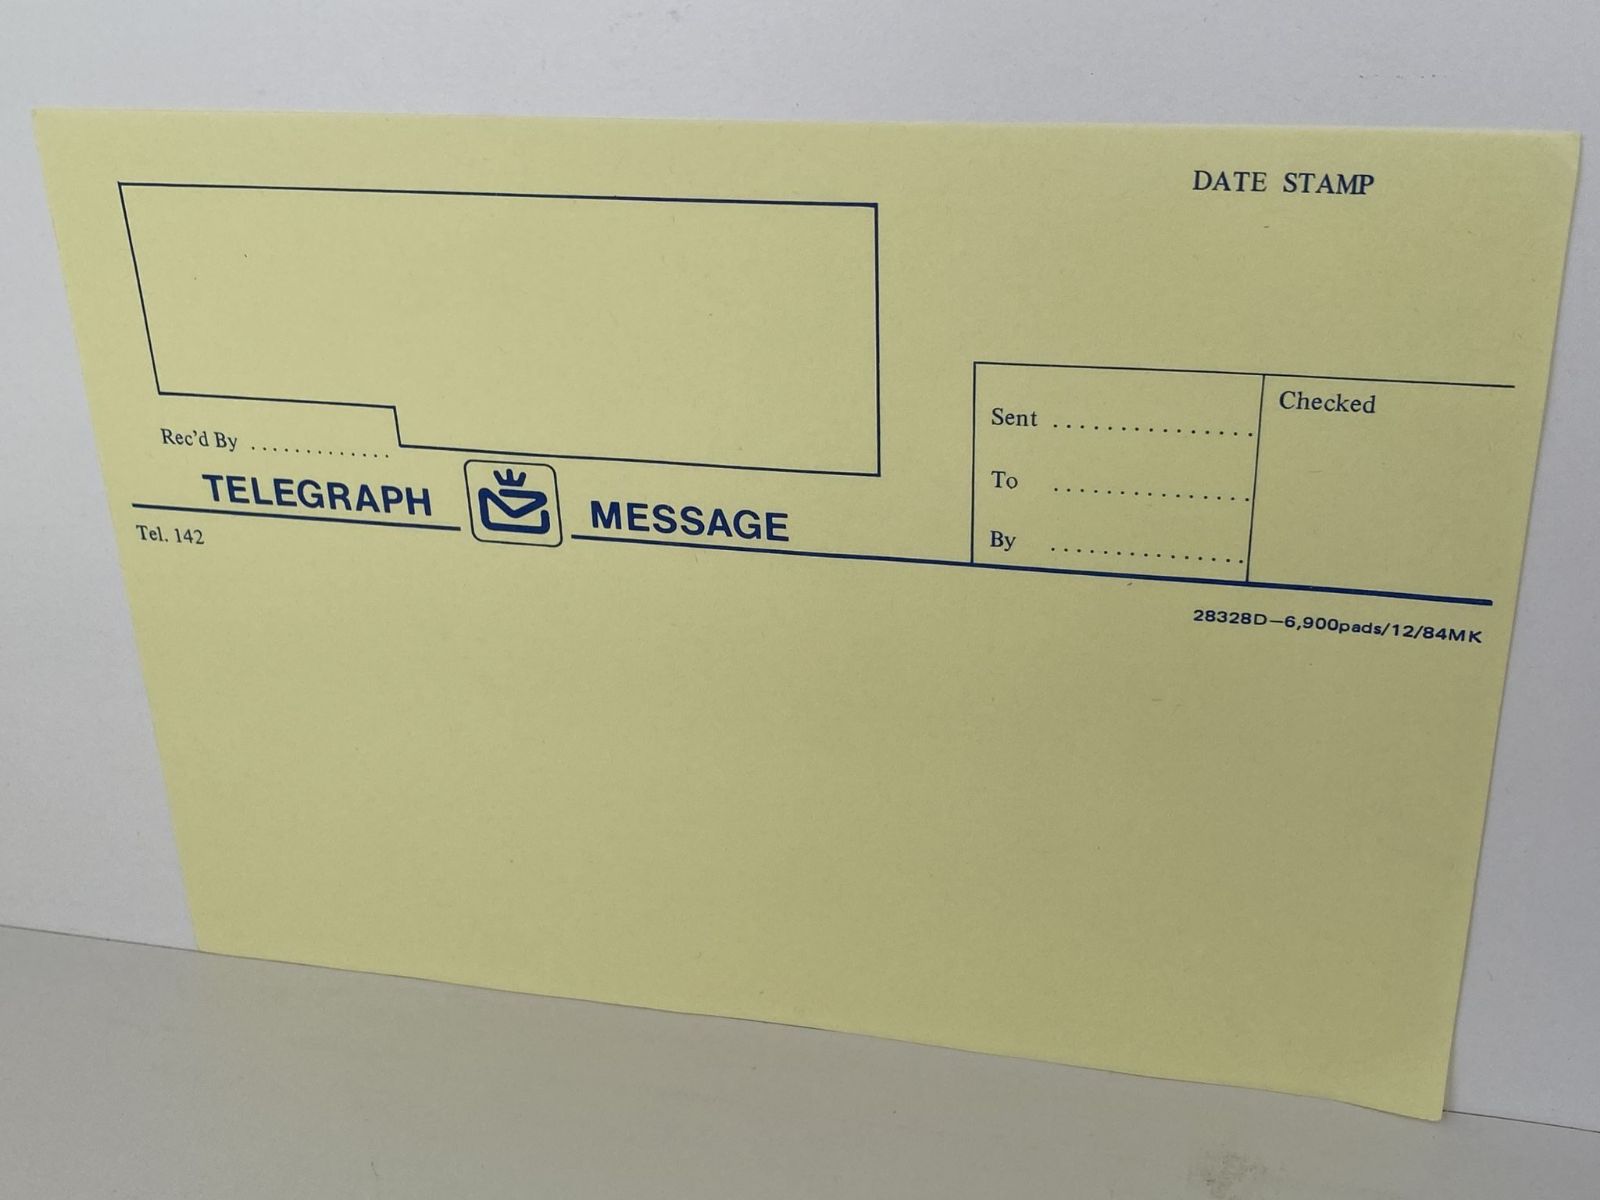 DATE STAMP
Rec'd By .............
TELEGRAPH MESSAGE
Tel. 142
Sent ...............
To ...............
By ...............
Checked
28328D—6,900pads/12/84MK